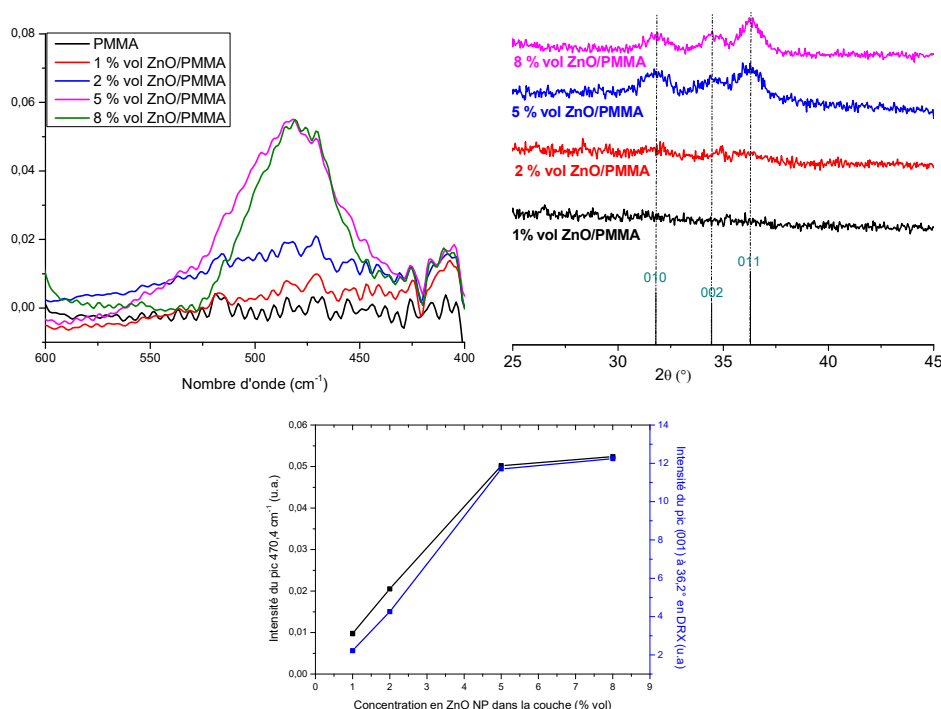 0,08
0,06
0,04
0,02
0,00
PMMA
1 % vol ZnO/PMMA
2 % vol ZnO/PMMA
5 % vol ZnO/PMMA
8 % vol ZnO/PMMA
600
550
500
450
400
Nombre d'onde (cm⁻¹)
8 % vol ZnO/PMMA
5 % vol ZnO/PMMA
2 % vol ZnO/PMMA
1% vol ZnO/PMMA
010
002
011
25
30
35
40
45
2θ (°)
0,06
0,05
0,04
0,03
0,02
0,01
0,00
Intensité du pic 470,4 cm⁻¹ (u.a.)
14
12
10
8
6
4
2
Intensité du pic (001) à
36,2° en DRX (u.a)
0
1
2
3
4
5
6
7
8
9
Concentration en ZnO NP dans la couche (% vol)